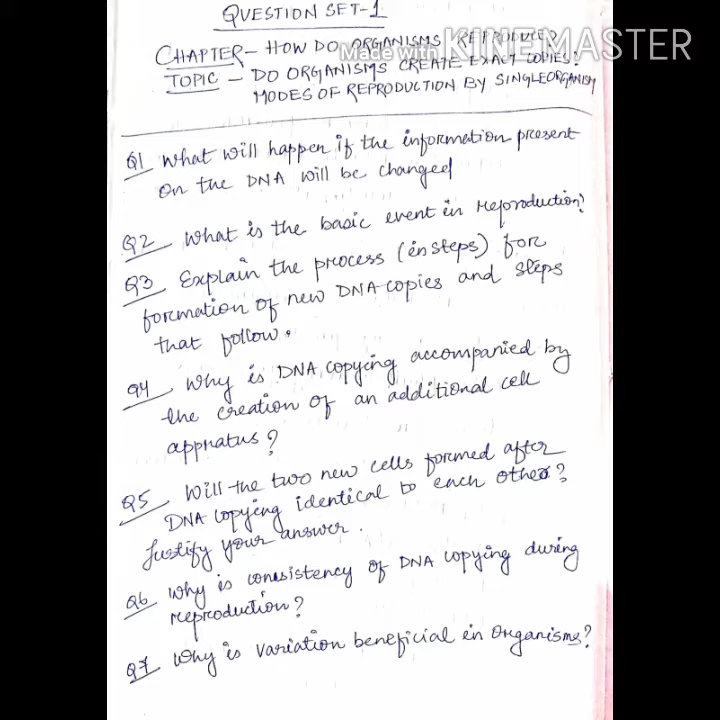 QUESTION SET-1
CHAPTER - HOW DO ORGANISMS REPRODUCE?
TOPIC - DO ORGANISMS CREATE EXACT COPIES?
MODES OF REPRODUCTION BY SINGLE ORGANISM
Made with KINEMASTER
Q1 What will happen if the information present
on the DNA will be changed
Q2 What is the basic event in reproduction?
Q3 Explain the process (in steps) for
formation of new DNA copies and steps
that follow.
Q4 Why is DNA copying accompanied by
the creation of an additional cell
appratus?
Q5 Will the two new cells formed after
DNA copying identical to each other?
Justify your answer.
Q6 Why is consistency of DNA copying during
reproduction?
Q7 Why is variation beneficial in Organisms?